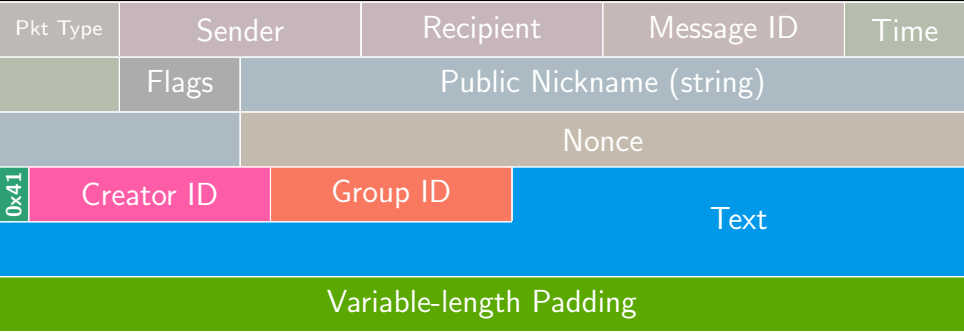 Pkt Type Sender Recipient Message ID Time
Flags Public Nickname (string)
Nonce
0x41 Creator ID Group ID
Text
Variable-length Padding